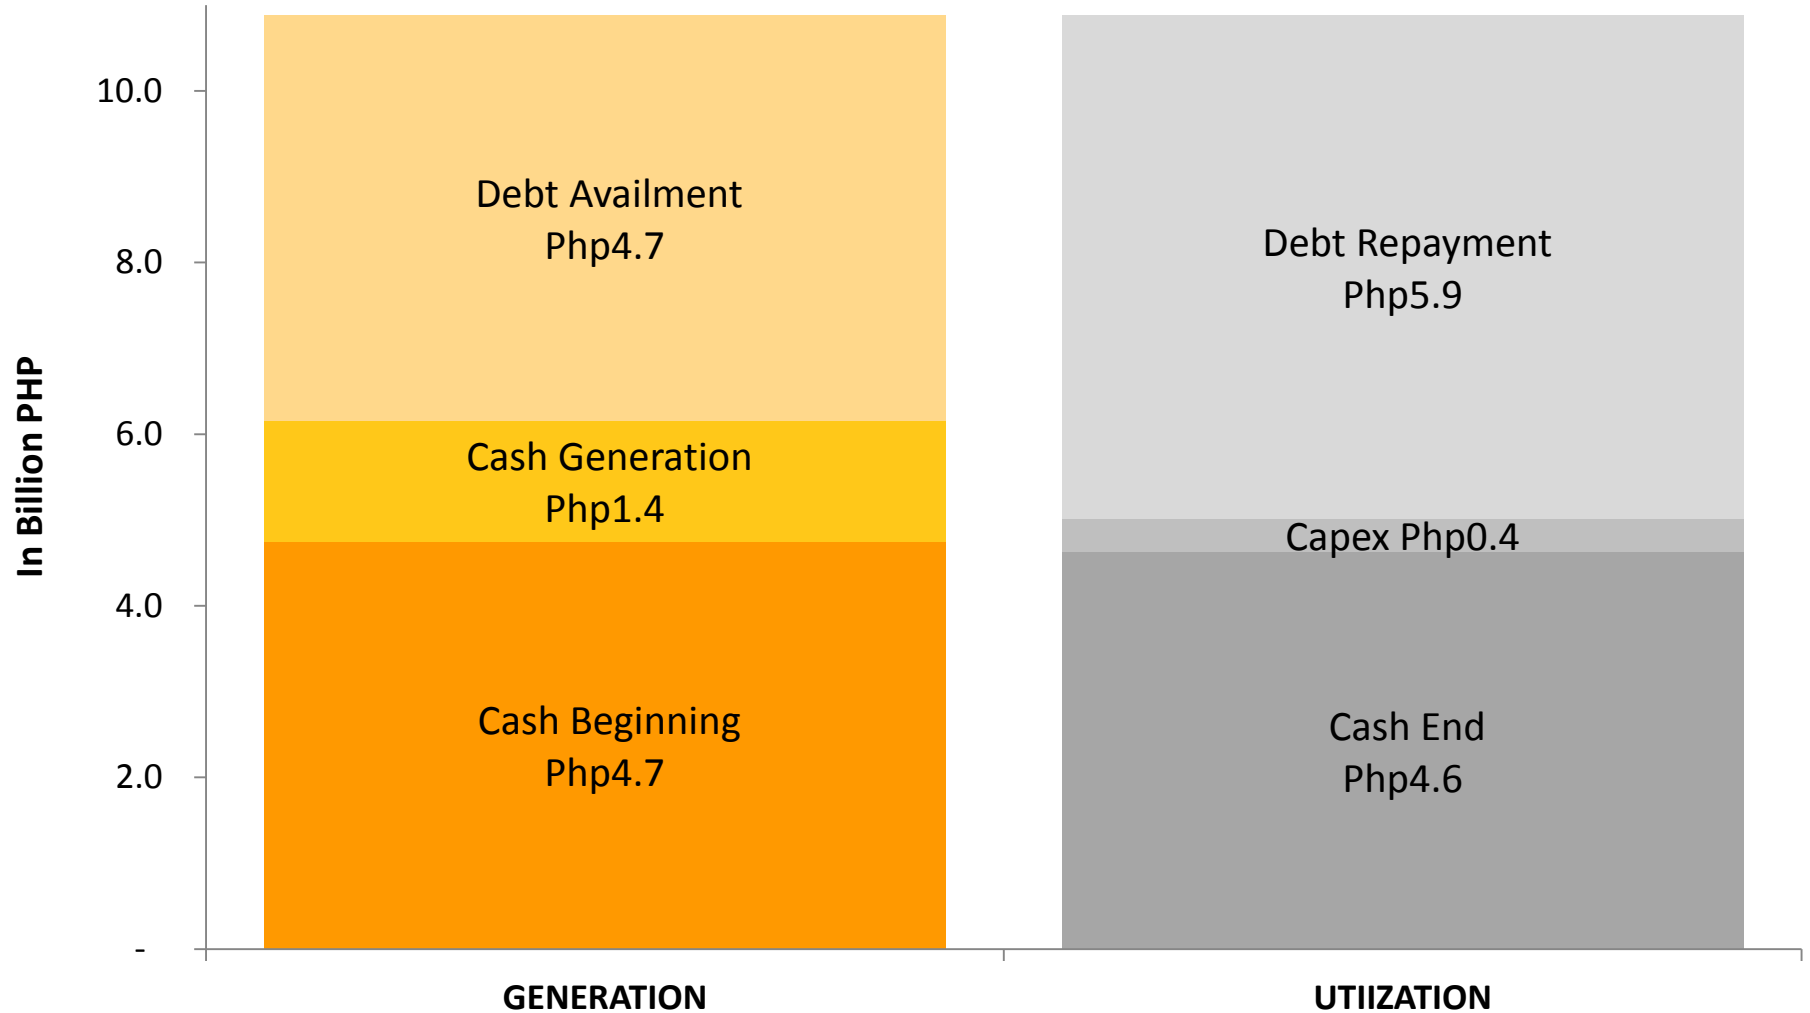 In Billion PHP
10.0
8.0
6.0
4.0
2.0
-
Debt Availment
Php4.7
Cash Generation
Php1.4
Cash Beginning
Php4.7
Debt Repayment
Php5.9
Capex Php0.4
Cash End
Php4.6
GENERATION
UTIIZATION